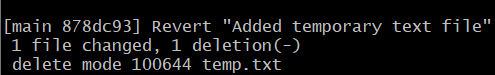 [main 878dc93] Revert "Added temporary text file"
1 file changed, 1 deletion(-)
delete mode 100644 temp.txt